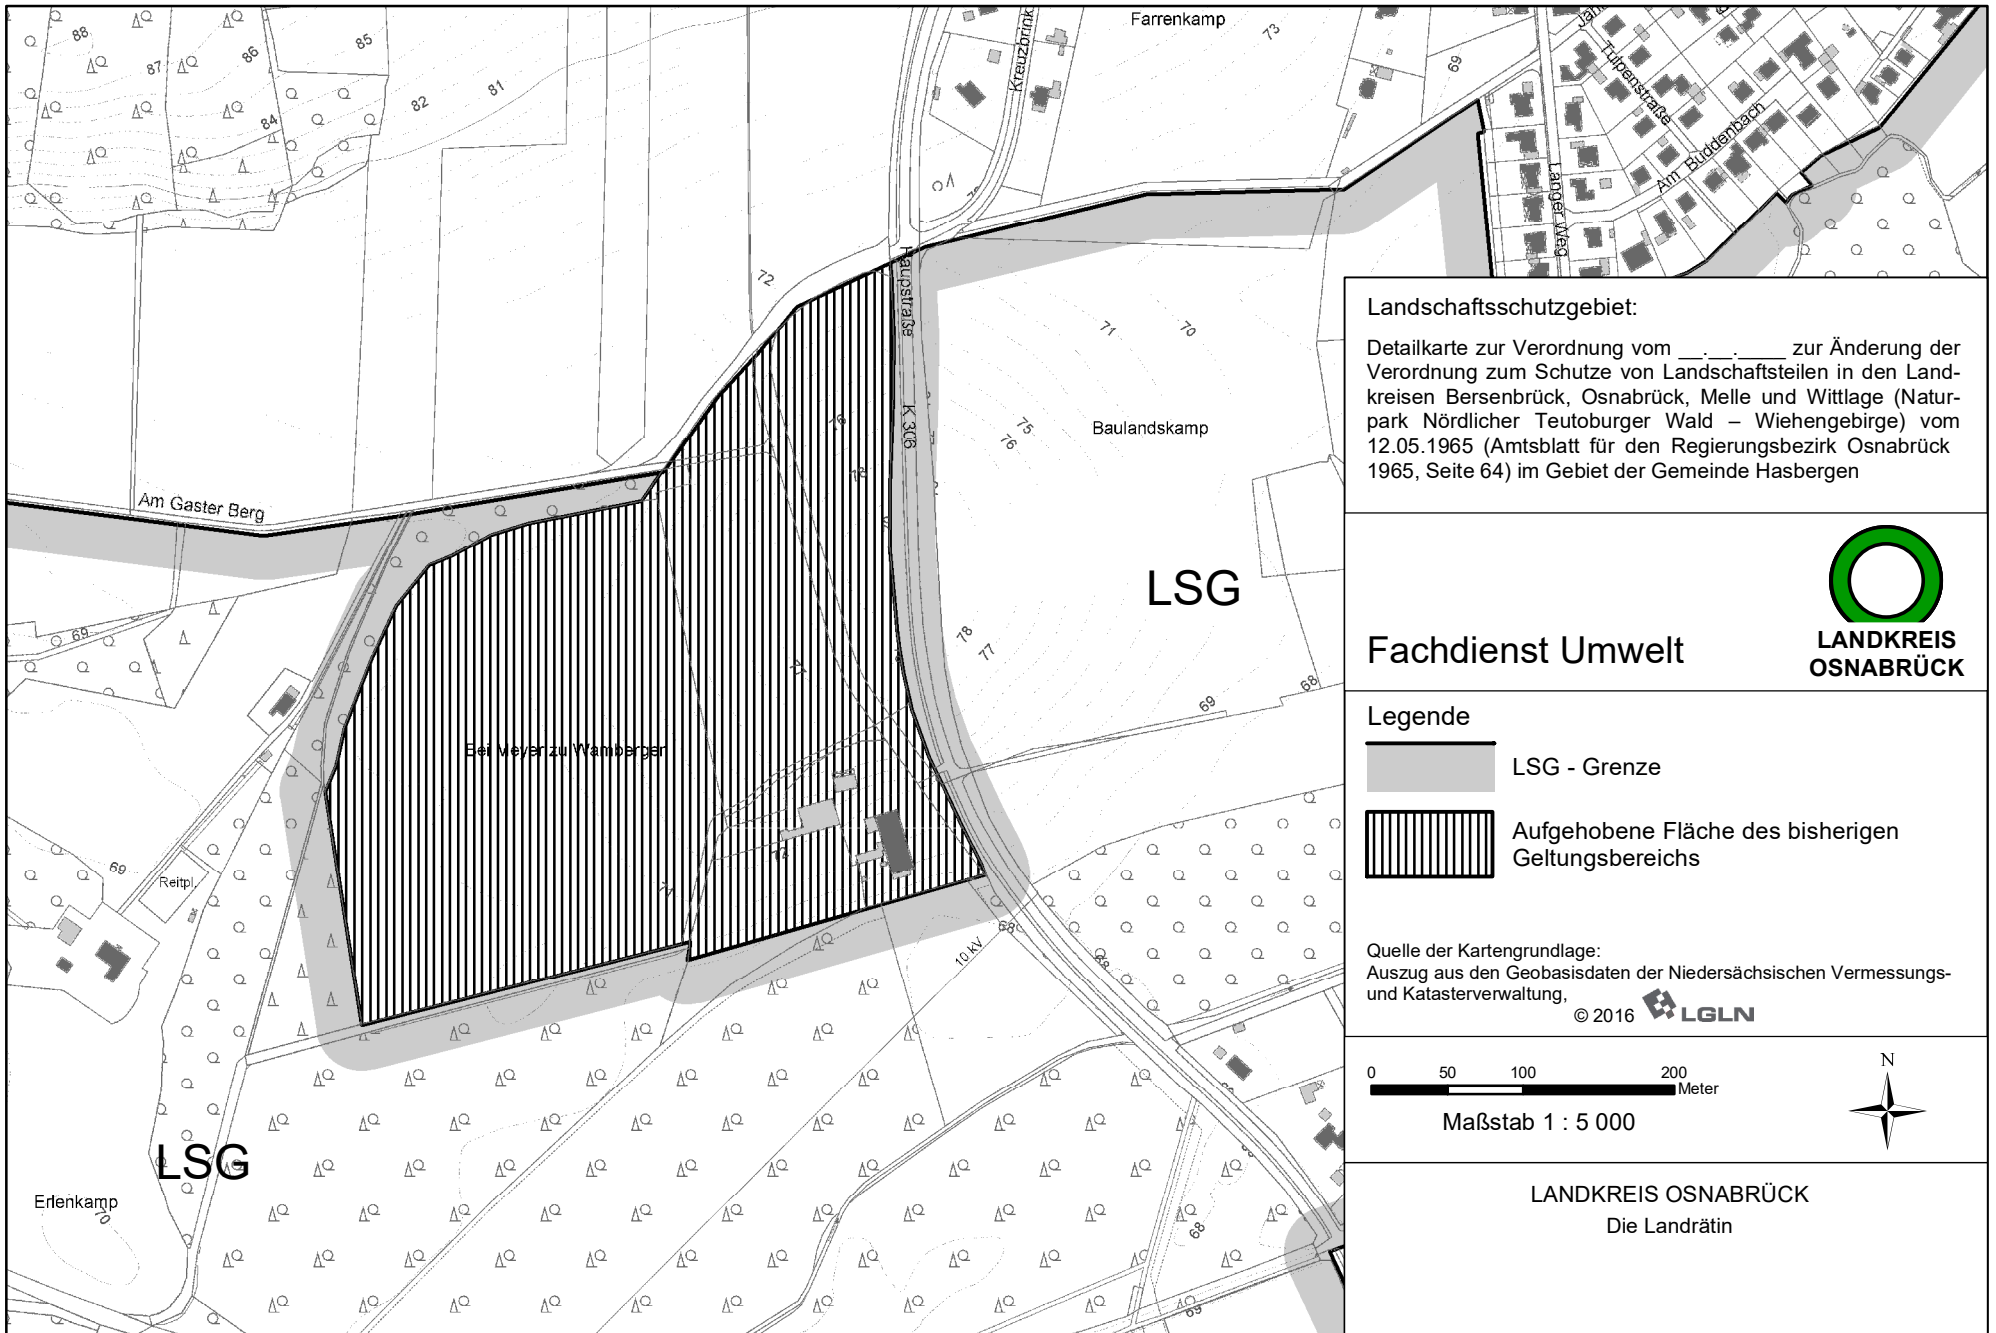 88
87
86
85
84
82
81
Farrenkamp
73
Kreuzbrink
69
Tulpenstraße
Am Buddenbach
Langer Weg
72
Hauptstraße
K 306
71
70
75
76
Baulandskamp
Am Gaster Berg
LSG
78
77
69
68
69
Bei Meyer zu Wambergen
77
69
Reitpl.
71
68
10 kV
68
LSG
Erlenkamp
70
68
69
Landschaftsschutzgebiet:
Detailkarte zur Verordnung vom __.__.____ zur Änderung der
Verordnung zum Schutze von Landschaftsteilen in den Land-
kreisen Bersenbrück, Osnabrück, Melle und Wittlage (Natur-
park Nördlicher Teutoburger Wald – Wiehengebirge) vom
12.05.1965 (Amtsblatt für den Regierungsbezirk Osnabrück
1965, Seite 64) im Gebiet der Gemeinde Hasbergen
Fachdienst Umwelt
LANDKREIS
OSNABRÜCK
Legende
LSG - Grenze
Aufgehobene Fläche des bisherigen
Geltungsbereichs
Quelle der Kartengrundlage:
Auszug aus den Geobasisdaten der Niedersächsischen Vermessungs-
und Katasterverwaltung,
© 2016 LGLN
0 50 100 200
Meter
Maßstab 1 : 5 000
N
LANDKREIS OSNABRÜCK
Die Landrätin